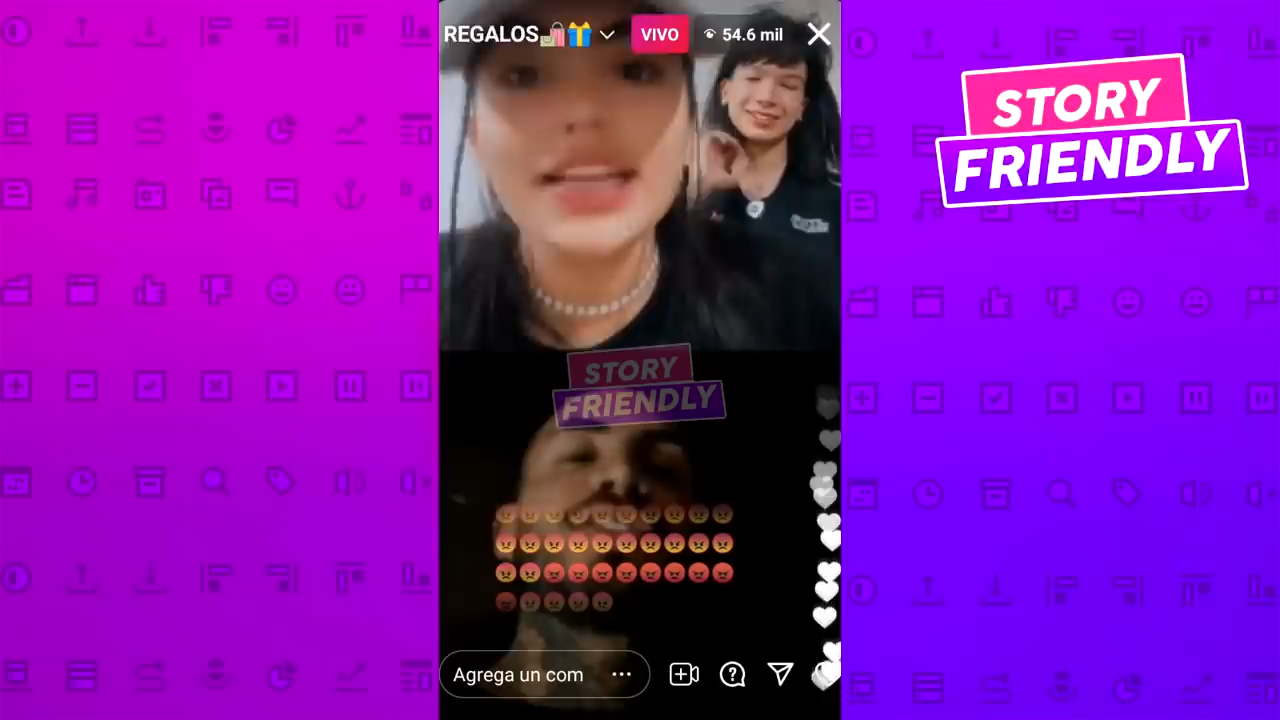 REGALOS🛍️🎁
VIVO
54.6 mil
STORY
FRIENDLY
STORY
FRIENDLY
😡😡😡😡😡😡😡😡😡😡
😡😡😡😡😡😡😡😡😡😡
😡😡😡😡😡😡😡😡😡😡
😡😡😡😡😡
Agrega un com